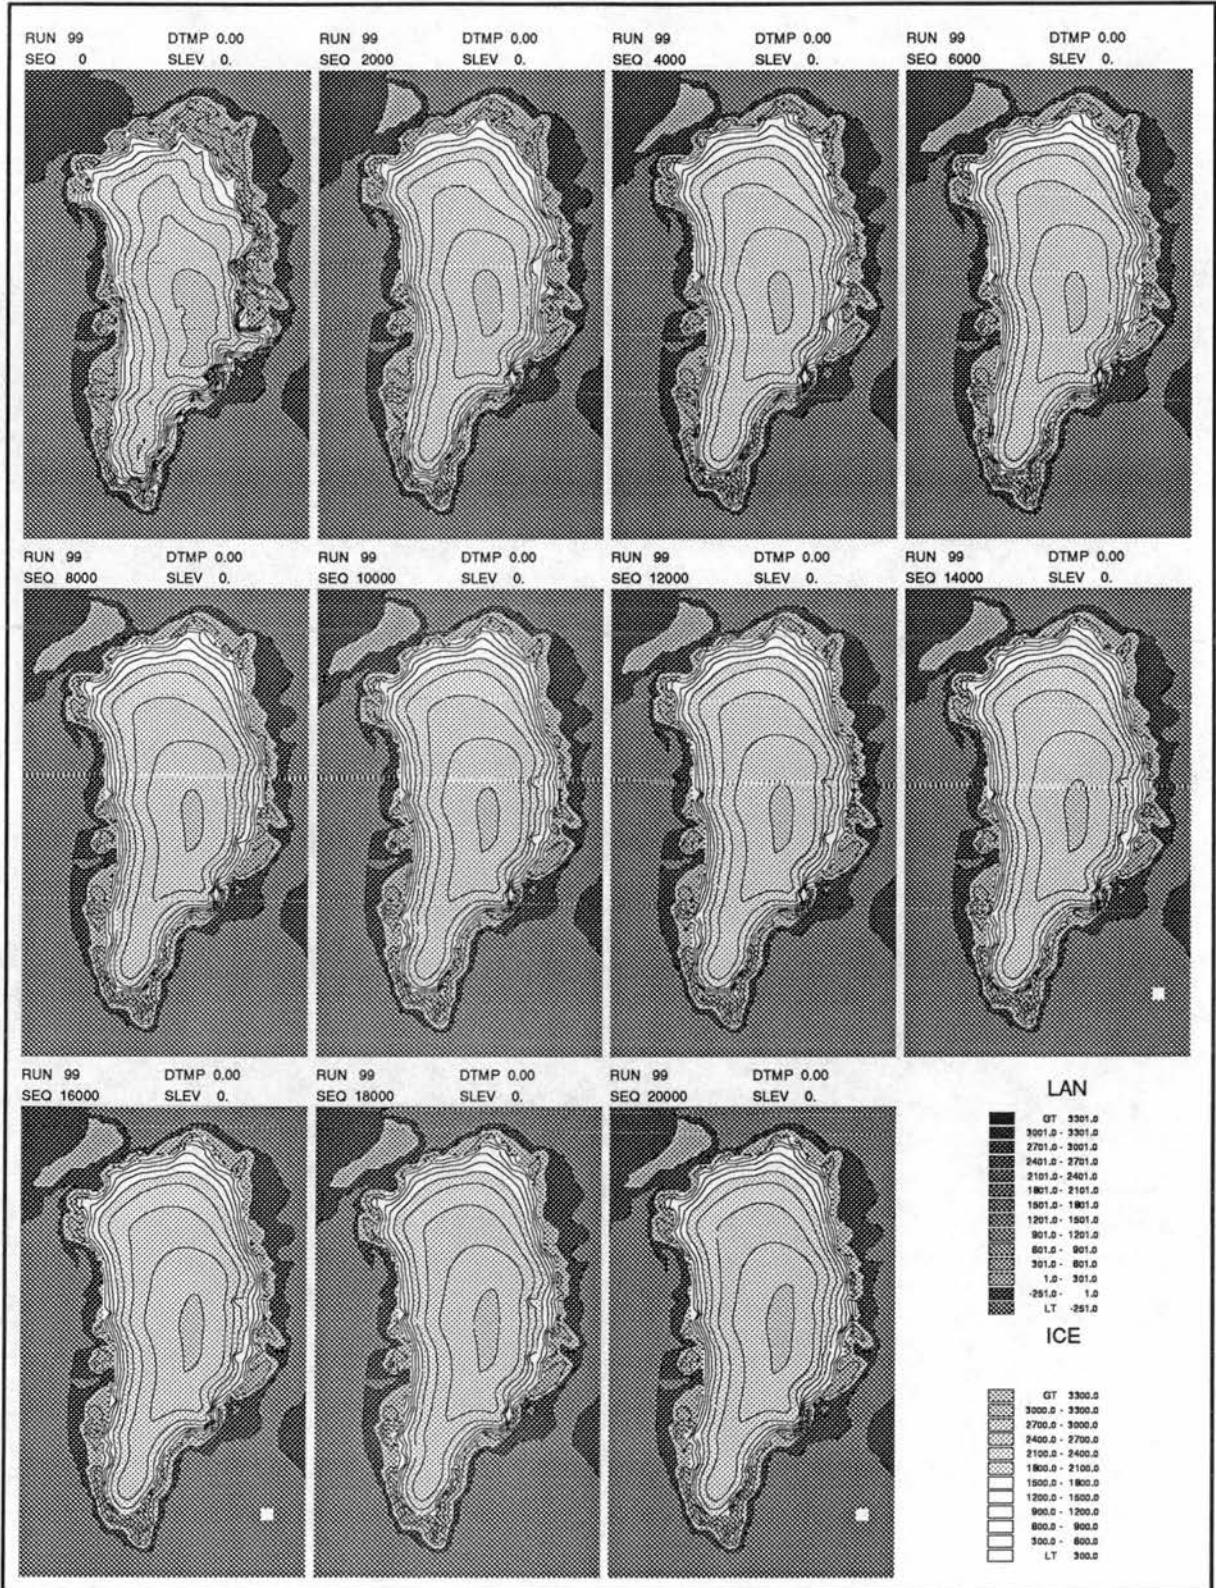 RUN 99 DTMP 0.00 RUN 99 DTMP 0.00 RUN 99 DTMP 0.00 RUN 99 DTMP 0.00
SEQ 0 SLEV 0. SEQ 2000 SLEV 0. SEQ 4000 SLEV 0. SEQ 6000 SLEV 0.
RUN 99 DTMP 0.00 RUN 99 DTMP 0.00 RUN 99 DTMP 0.00 RUN 99 DTMP 0.00
SEQ 8000 SLEV 0. SEQ 10000 SLEV 0. SEQ 12000 SLEV 0. SEQ 14000 SLEV 0.
RUN 99 DTMP 0.00 RUN 99 DTMP 0.00 RUN 99 DTMP 0.00
SEQ 16000 SLEV 0. SEQ 18000 SLEV 0. SEQ 20000 SLEV 0.
LAN
GT 3301.0
3001.0 - 3301.0
2701.0 - 3001.0
2401.0 - 2701.0
2101.0 - 2401.0
1801.0 - 2101.0
1501.0 - 1801.0
1201.0 - 1501.0
901.0 - 1201.0
601.0 - 901.0
301.0 - 601.0
1.0 - 301.0
-251.0 - 1.0
LT -251.0
ICE
GT 3300.0
3000.0 - 3300.0
2700.0 - 3000.0
2400.0 - 2700.0
2100.0 - 2400.0
1800.0 - 2100.0
1500.0 - 1800.0
1200.0 - 1500.0
900.0 - 1200.0
600.0 - 900.0
300.0 - 600.0
LT 300.0